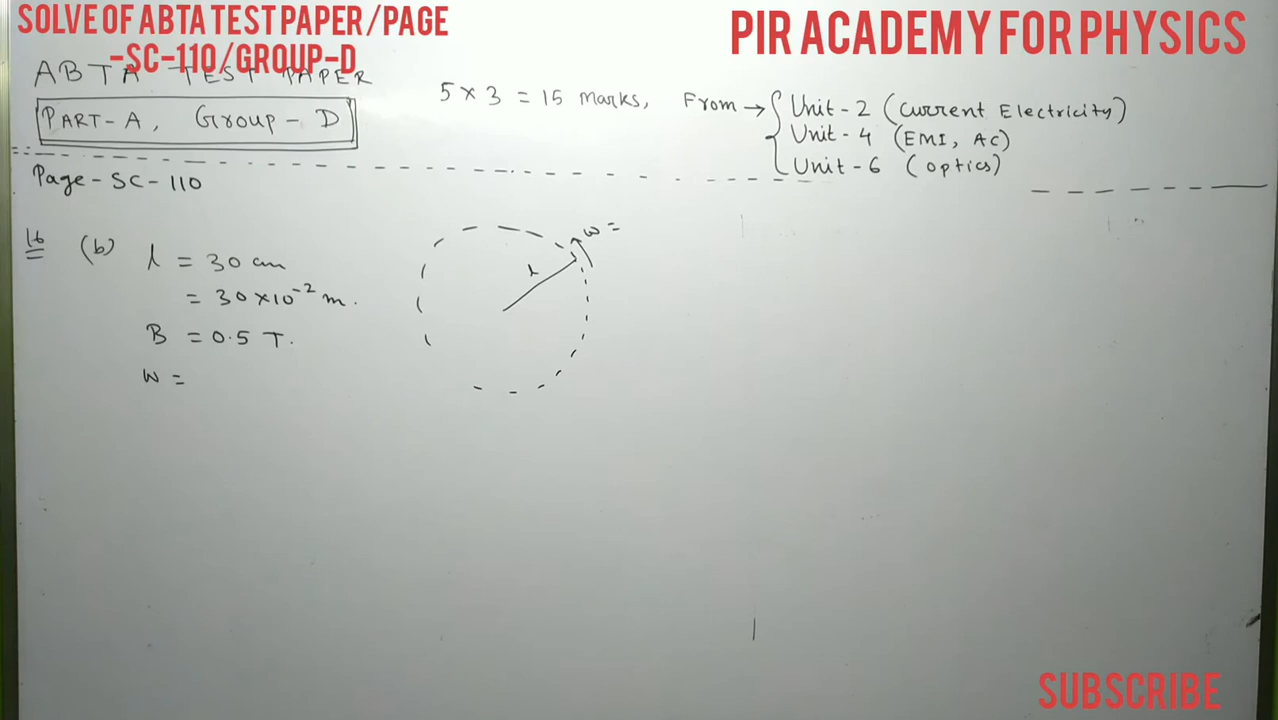 SOLVE OF ABTA TEST PAPER/PAGE
-SC-110/GROUP-D
PIR ACADEMY FOR PHYSICS
ABTA TEST PAPER
PART-A, Group-D
5 × 3 = 15 marks, From → { Unit-2 (Current Electricity)
Unit-4 (EMI, AC)
Unit-6 (optics)
Page-SC-110
16 (b) l = 30 cm
= 30×10⁻² m.
B = 0.5 T.
w =
l
w =
SUBSCRIBE